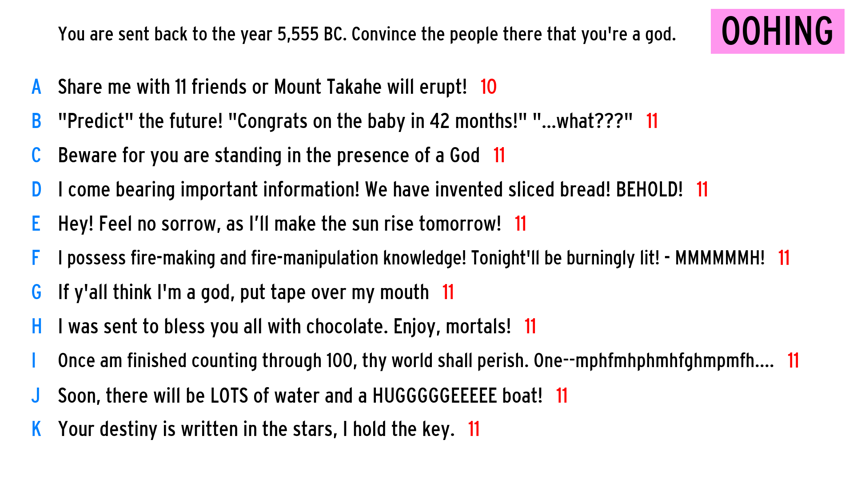 You are sent back to the year 5,555 BC. Convince the people there that you're a god.
OOHING
A Share me with 11 friends or Mount Takahe will erupt! 10
B "Predict" the future! "Congrats on the baby in 42 months!" "...what???" 11
C Beware for you are standing in the presence of a God 11
D I come bearing important information! We have invented sliced bread! BEHOLD! 11
E Hey! Feel no sorrow, as I’ll make the sun rise tomorrow! 11
F I possess fire-making and fire-manipulation knowledge! Tonight'll be burningly lit! - MMMMMMH! 11
G If y'all think I'm a god, put tape over my mouth 11
H I was sent to bless you all with chocolate. Enjoy, mortals! 11
I Once am finished counting through 100, thy world shall perish. One--mphfmhphmhfghmpmfh.... 11
J Soon, there will be LOTS of water and a HUGGGGGEEEEE boat! 11
K Your destiny is written in the stars, I hold the key. 11